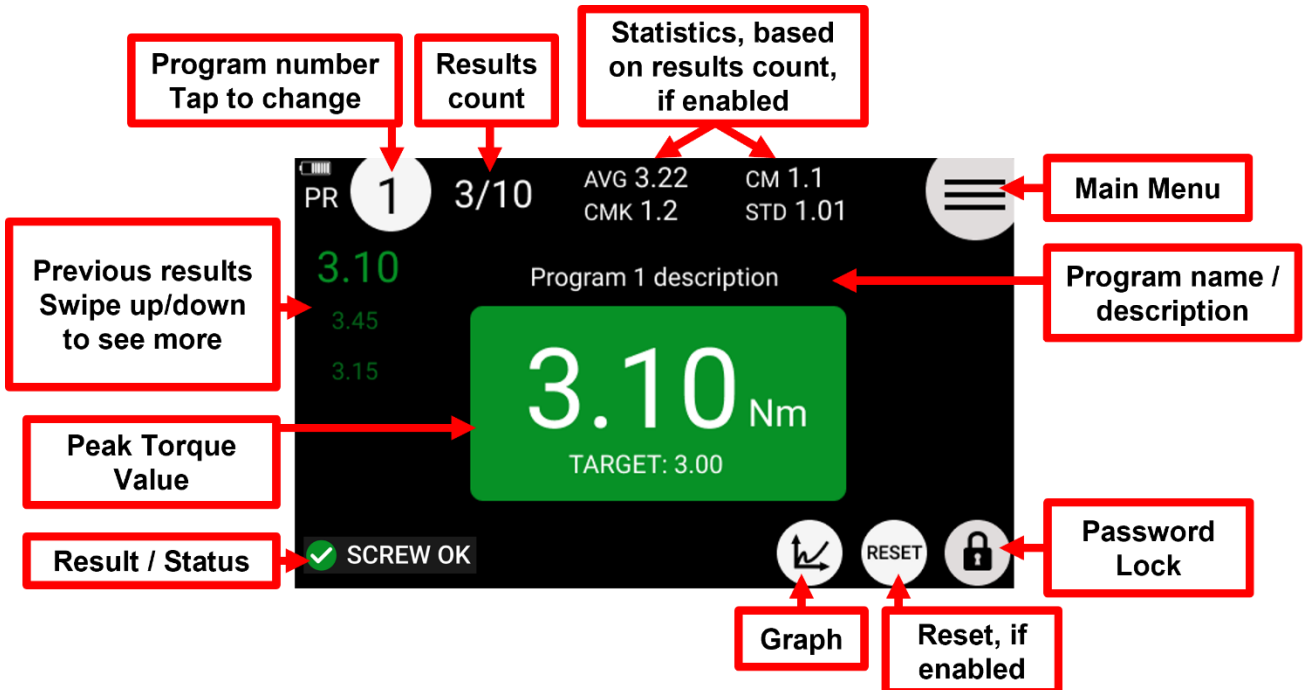 Statistics, based
on results count,
if enabled
Program number
Tap to change
Results
count
PR 1 3/10
AVG 3.22 CM 1.1
CMK 1.2 STD 1.01
Main Menu
Previous results
Swipe up/down
to see more
3.10
3.45
3.15
Program 1 description
Program name /
description
3.10 Nm
TARGET: 3.00
Peak Torque
Value
Result / Status
SCREW OK
RESET
Password
Lock
Graph
Reset, if
enabled